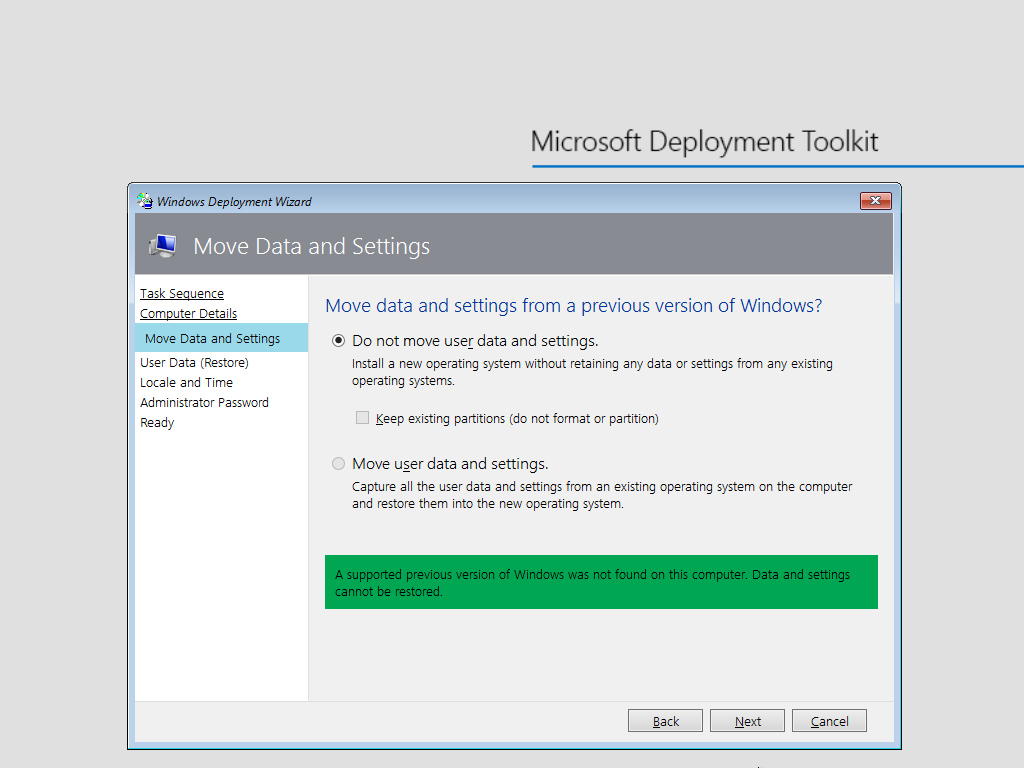 Microsoft Deployment Toolkit
Windows Deployment Wizard
Move Data and Settings
Task Sequence
Computer Details
Move Data and Settings
User Data (Restore)
Locale and Time
Administrator Password
Ready
Move data and settings from a previous version of Windows?
Do not move user data and settings.
Install a new operating system without retaining any data or settings from any existing
operating systems.
Keep existing partitions (do not format or partition)
Move user data and settings.
Capture all the user data and settings from an existing operating system on the computer
and restore them into the new operating system.
A supported previous version of Windows was not found on this computer. Data and settings
cannot be restored.
Back
Next
Cancel